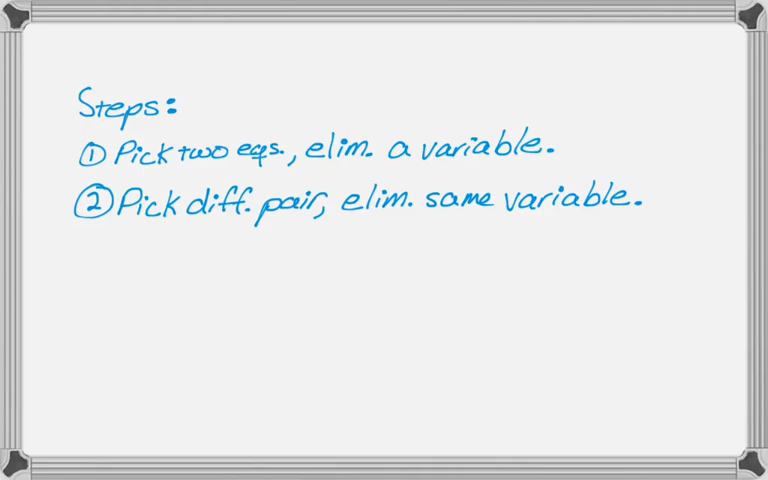 Steps:
① Pick two eqs., elim. a variable.
② Pick diff. pair, elim. same variable.